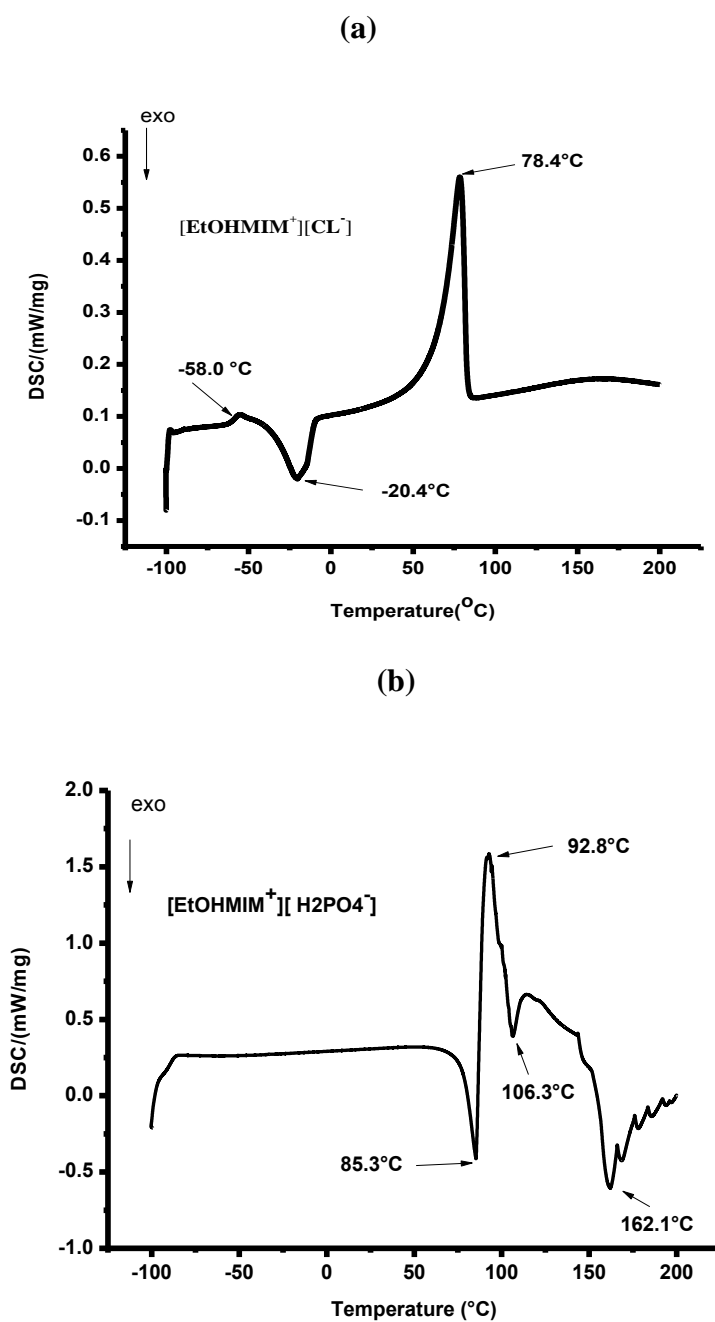 (a)
exo
0.6
78.4°C
0.5
[EtOHMIM+][CL-]
0.4
0.3
DSC/(mW/mg)
-58.0 °C
0.2
0.1
0.0
-20.4°C
-0.1
-100 -50 0 50 100 150 200
Temperature(OC)
(b)
2.0
exo
92.8°C
1.5
[EtOHMIM+][ H2PO4-]
1.0
DSC/(mW/mg)
0.5
106.3°C
0.0
85.3°C
-0.5
162.1°C
-1.0
-100 -50 0 50 100 150 200
Temperature (°C)